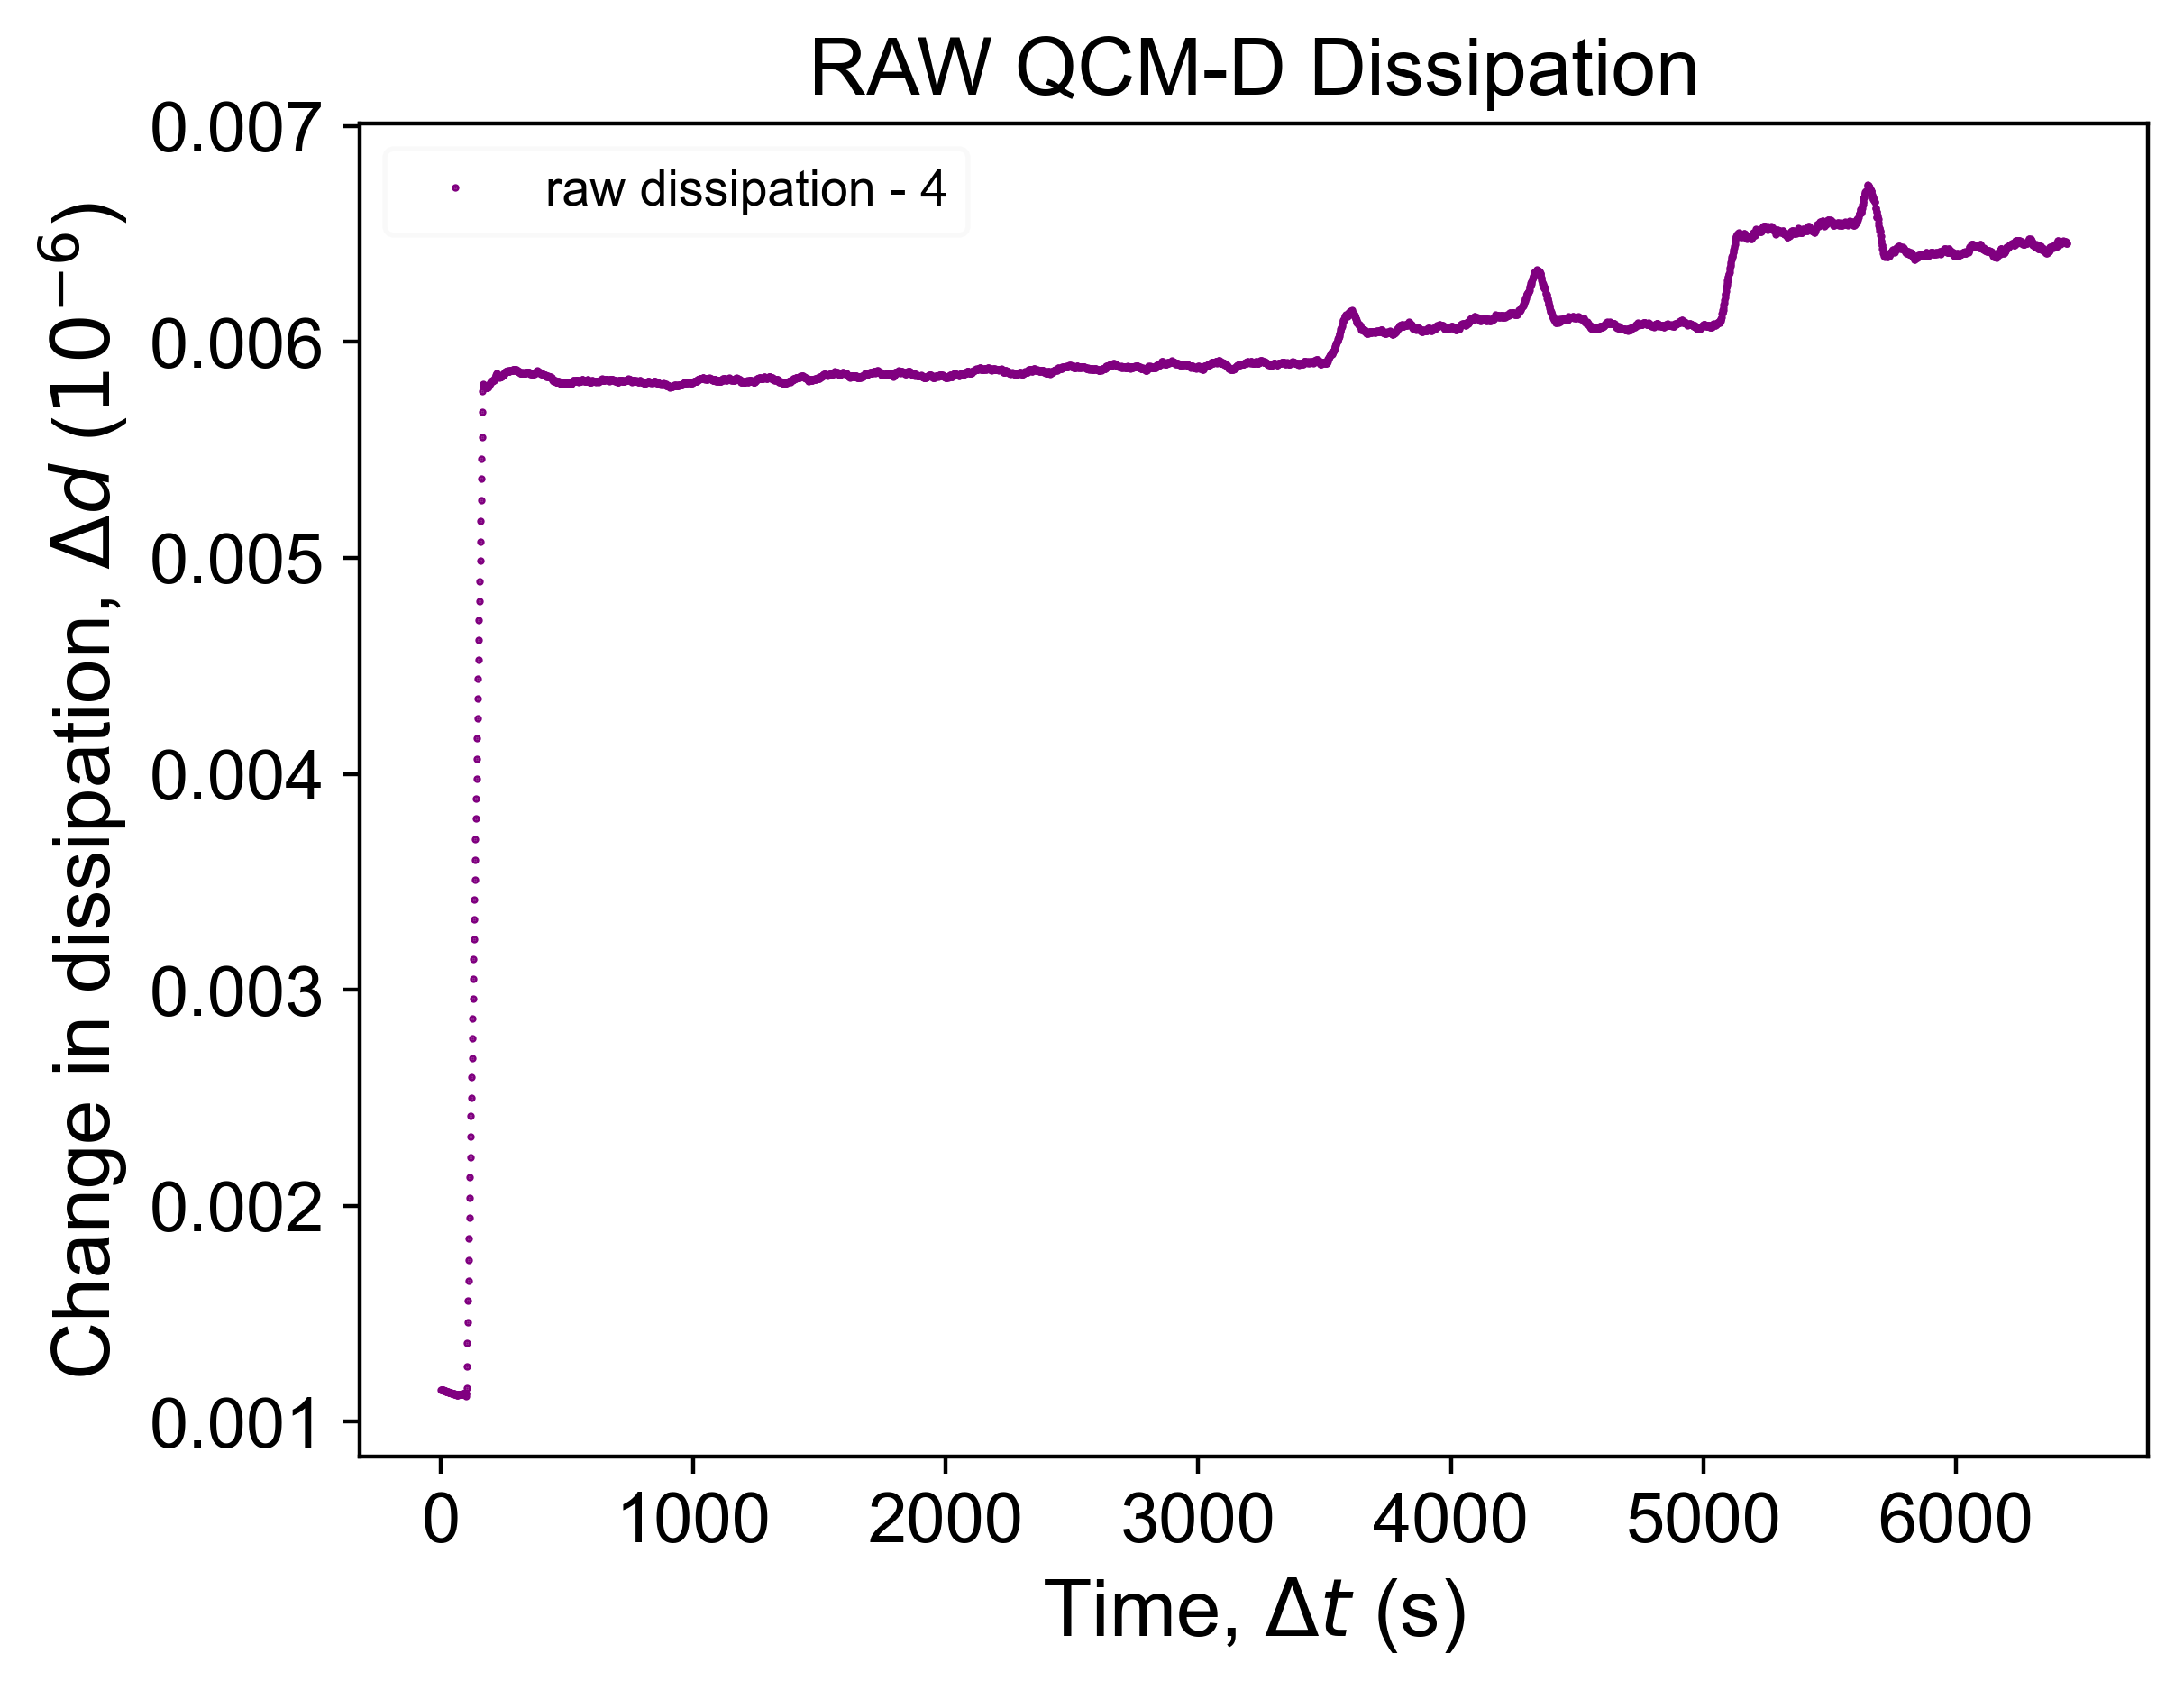 RAW QCM-D Dissipation
raw dissipation - 4
Change in dissipation, Δd (10⁻⁶)
0.007
0.006
0.005
0.004
0.003
0.002
0.001
0 1000 2000 3000 4000 5000 6000
Time, Δt (s)